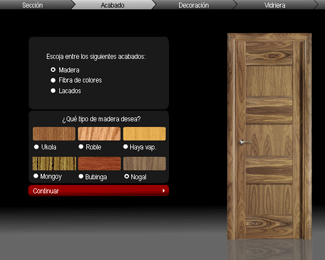 Sección Acabado Decoración Vidriera
Escoja entre los siguientes acabados:
Madera
Fibra de colores
Lacados
¿Qué tipo de madera desea?
Ukola Roble Haya vap.
Mongoy Bubinga Nogal
Continuar